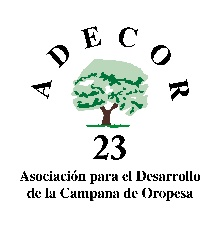 ADECOR
23
Asociación para el Desarrollo
de la Campana de Oropesa